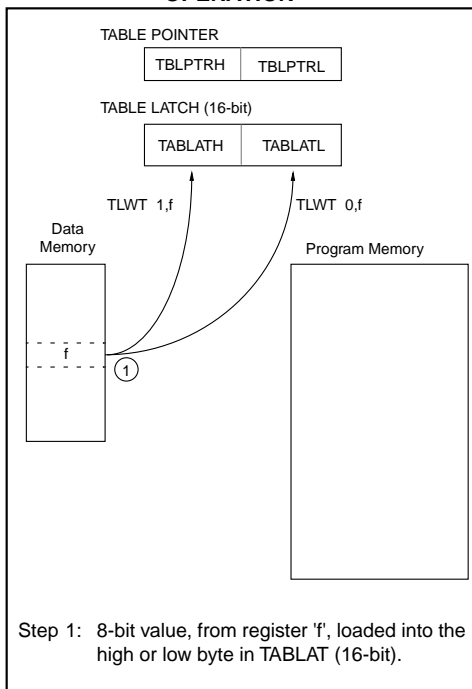 OPERATION
TABLE POINTER
TBLPTRH TBLPTRL
TABLE LATCH (16-bit)
TABLATH TABLATL
TLWT 1,f TLWT 0,f
Data
Memory
Program Memory
f
1
Step 1: 8-bit value, from register 'f', loaded into the
high or low byte in TABLAT (16-bit).